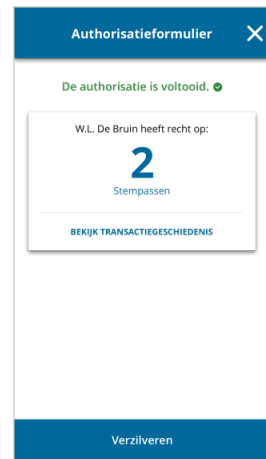 Authorisatieformulier
De authorisatie is voltooid.
W.L. De Bruin heeft recht op:
2
Stempassen
BEKIJK TRANSACTIEGESCHIEDENIS
Verzilveren